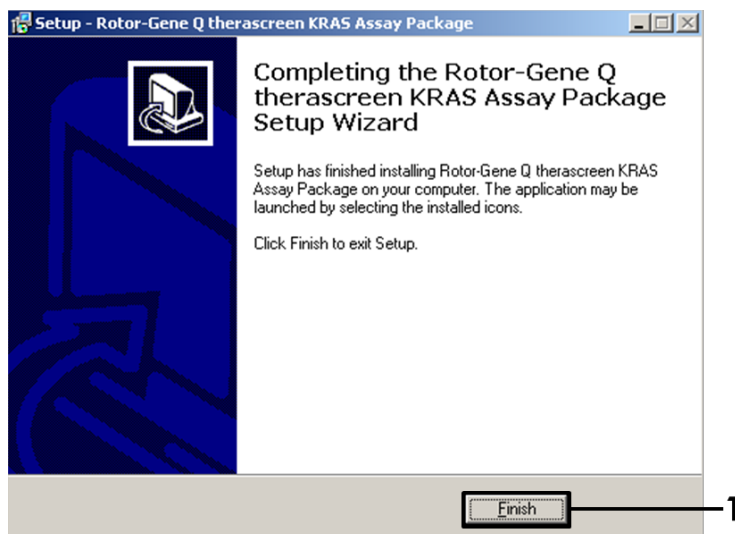 Setup - Rotor-Gene Q therascreen KRAS Assay Package
Completing the Rotor-Gene Q
therascreen KRAS Assay Package
Setup Wizard
Setup has finished installing Rotor-Gene Q therascreen KRAS
Assay Package on your computer. The application may be
launched by selecting the installed icons.
Click Finish to exit Setup.
Finish
1